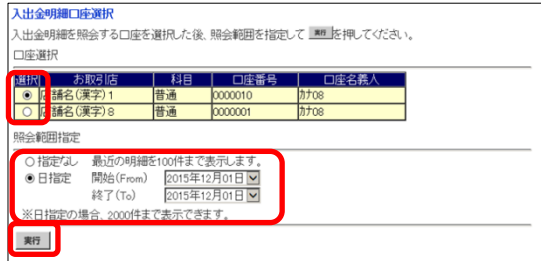 入出金明細口座選択
入出金明細を照会する口座を選択した後、照会範囲を指定して 実行 を押してください。
口座選択
選択 お取引店 科目 口座番号 口座名義人
店舗名(漢字)1 普通 0000010 ｶﾅ08
店舗名(漢字)8 普通 0000001 ｶﾅ08
照会範囲指定
指定なし 最近の明細を100件まで表示します。
日指定 開始(From) 2015年12月01日
終了(To) 2015年12月01日
※日指定の場合、2000件まで表示できます。
実行